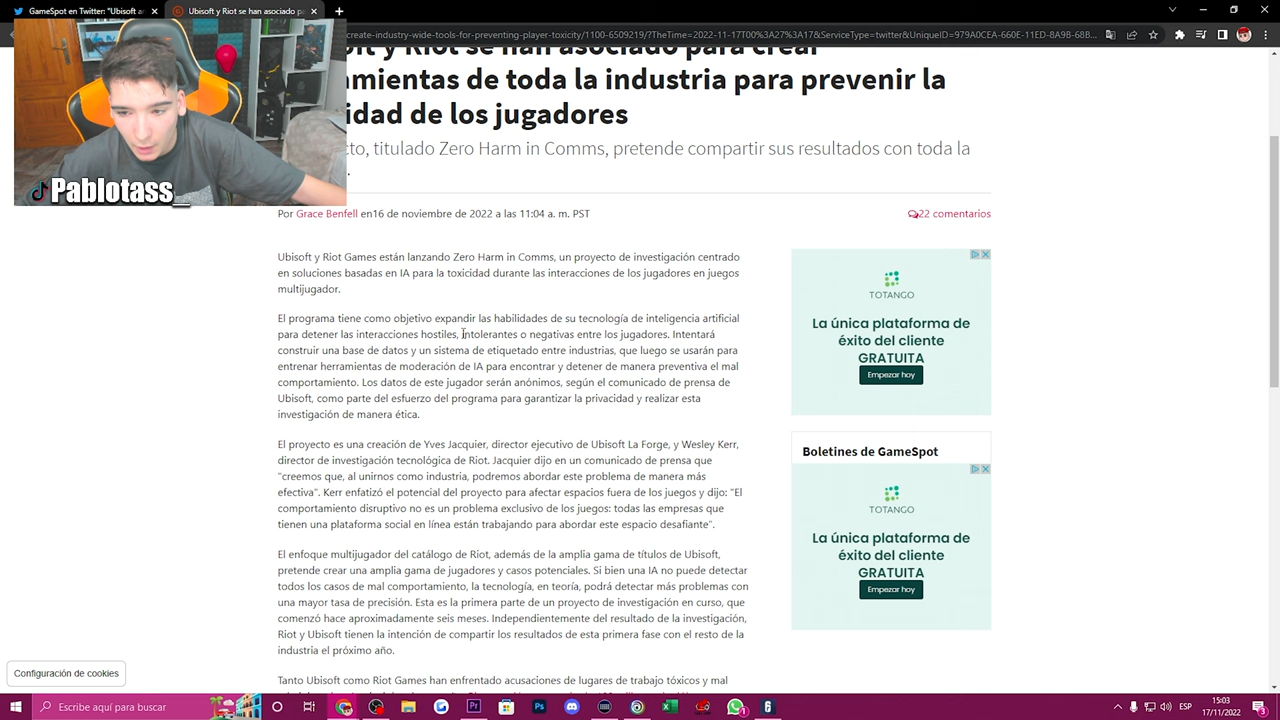 GameSpot en Twitter: "Ubisoft an
Ubisoft y Riot se han asociado pa
create-industry-wide-tools-for-preventing-player-toxicity/1100-6509219/?TheTime=2022-11-17T00%3A27%3A17&ServiceType=twitter&UniqueID=979A0CEA-660E-11ED-8A9B-68B...
ft y Riot se han asociado para crear
mientas de toda la industria para prevenir la
idad de los jugadores
cto, titulado Zero Harm in Comms, pretende compartir sus resultados con toda la
Pablotass_
Por Grace Benfell en16 de noviembre de 2022 a las 11:04 a. m. PST
22 comentarios
Ubisoft y Riot Games están lanzando Zero Harm in Comms, un proyecto de investigación centrado
en soluciones basadas en IA para la toxicidad durante las interacciones de los jugadores en juegos
multijugador.
El programa tiene como objetivo expandir las habilidades de su tecnología de inteligencia artificial
para detener las interacciones hostiles, intolerantes o negativas entre los jugadores. Intentará
construir una base de datos y un sistema de etiquetado entre industrias, que luego se usarán para
entrenar herramientas de moderación de IA para encontrar y detener de manera preventiva el mal
comportamiento. Los datos de este jugador serán anónimos, según el comunicado de prensa de
Ubisoft, como parte del esfuerzo del programa para garantizar la privacidad y realizar esta
investigación de manera ética.
El proyecto es una creación de Yves Jacquier, director ejecutivo de Ubisoft La Forge, y Wesley Kerr,
director de investigación tecnológica de Riot. Jacquier dijo en un comunicado de prensa que
"creemos que, al unirnos como industria, podremos abordar este problema de manera más
efectiva". Kerr enfatizó el potencial del proyecto para afectar espacios fuera de los juegos y dijo: "El
comportamiento disruptivo no es un problema exclusivo de los juegos: todas las empresas que
tienen una plataforma social en línea están trabajando para abordar este espacio desafiante".
El enfoque multijugador del catálogo de Riot, además de la amplia gama de títulos de Ubisoft,
pretende crear una amplia gama de jugadores y casos potenciales. Si bien una IA no puede detectar
todos los casos de mal comportamiento, la tecnología, en teoría, podrá detectar más problemas con
una mayor tasa de precisión. Esta es la primera parte de un proyecto de investigación en curso, que
comenzó hace aproximadamente seis meses. Independientemente del resultado de la investigación,
Riot y Ubisoft tienen la intención de compartir los resultados de esta primera fase con el resto de la
industria el próximo año.
Tanto Ubisoft como Riot Games han enfrentado acusaciones de lugares de trabajo tóxicos y mal
TOTANGO
La única plataforma de
éxito del cliente
GRATUITA
Empezar hoy
Boletines de GameSpot
TOTANGO
La única plataforma de
éxito del cliente
GRATUITA
Empezar hoy
Configuración de cookies
Escribe aquí para buscar
ESP
15:03
17/11/2022